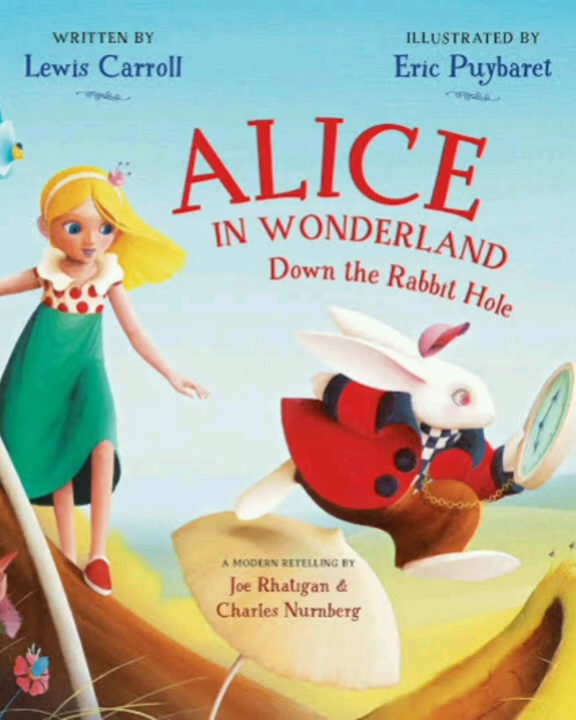 WRITTEN BY
Lewis Carroll
ILLUSTRATED BY
Eric Puybaret
ALICE
IN WONDERLAND
Down the Rabbit Hole
A MODERN RETELLING BY
Joe Rhatigan &
Charles Nurnberg